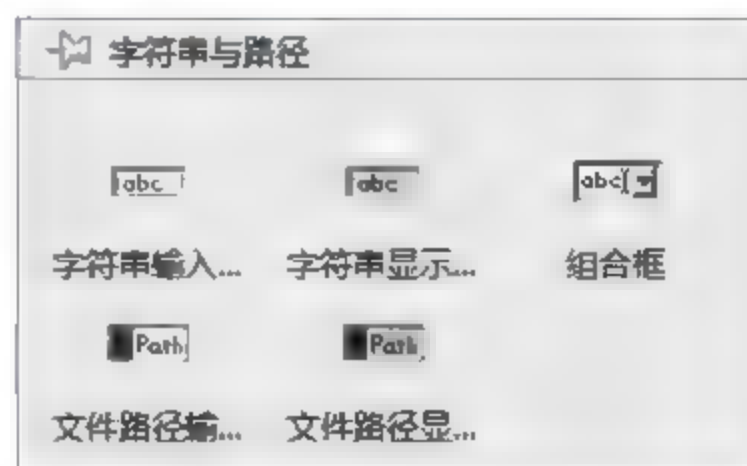 字符串与路径
abc abc abc
字符串输入... 字符串显示... 组合框
Path Path
文件路径输... 文件路径显...